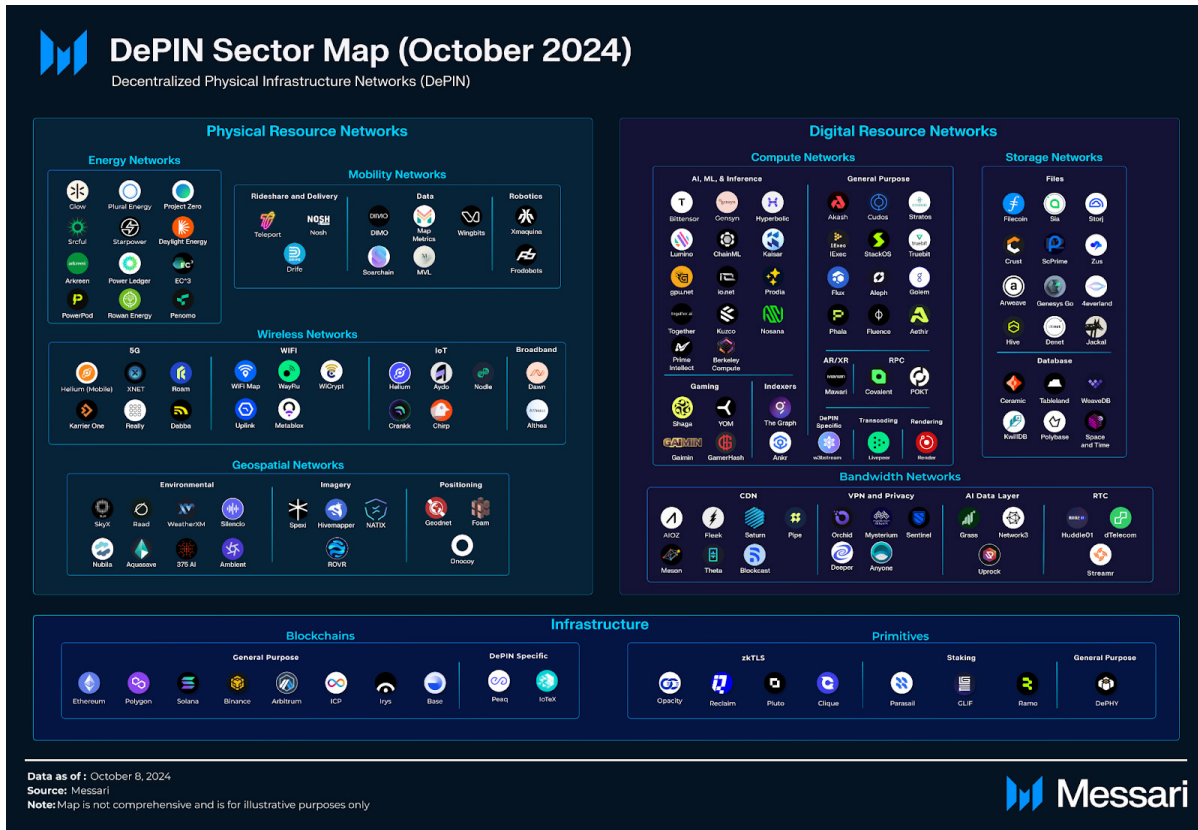 DePIN Sector Map (October 2024)
Decentralized Physical Infrastructure Networks (DePIN)
Physical Resource Networks
Energy Networks
Glow
Plural Energy
Project Zero
Srcful
Starpower
Daylight Energy
Arkreen
Power Ledger
EC^3
PowerPod
Rowan Energy
Penomo
Mobility Networks
Rideshare and Delivery
Teleport
NOSH
Nosh
Drife
Data
DIMO
DIMO
Map
Metrics
Wingbits
Soarchain
MVL
Robotics
Xmaquina
Frodobots
Wireless Networks
5G
Helium (Mobile)
XNET
Roam
Karrier One
Really
Dabba
WIFI
WiFi Map
WayRu
WiCrypt
Uplink
Metablox
IoT
Helium
Aydo
Nodle
Crankk
Chirp
Broadband
Dawn
Althea
Geospatial Networks
Environmental
SkyX
Raad
WeatherXM
Silencio
Nubila
Aquasave
375 AI
Ambient
Imagery
Spexi
Hivemapper
NATIX
ROVR
Positioning
Geodnet
Foam
Onocoy
Digital Resource Networks
Compute Networks
AI, ML, & Inference
Bittensor
Gensyn
Hyperbolic
Lumino
ChainML
Kaisar
gpu.net
io.net
Prodia
Together
Kuzco
Nosana
Prime
Intellect
Berkeley
Compute
General Purpose
Akash
Cudos
Stratos
IExec
StackOS
Truebit
Flux
Aleph
Golem
Phala
Fluence
Aethir
AR/XR
Mawari
RPC
Covalent
POKT
Gaming
Shaga
YOM
GAIMIN
Gaimin
GamerHash
Indexers
The Graph
Ankr
DePIN
Specific
w3bstream
Transcoding
Livepeer
Rendering
Render
Storage Networks
Files
Filecoin
Sia
Storj
Crust
ScPrime
Zus
Arweave
Genesys Go
4everland
Hive
Denet
Jackal
Database
Ceramic
Tableland
WeaveDB
KwilDB
Polybase
Space
and Time
Bandwidth Networks
CDN
AIOZ
Fleek
Saturn
Pipe
Meson
Theta
Blockcast
VPN and Privacy
Orchid
Mysterium
Sentinel
Deeper
Anyone
AI Data Layer
Grass
Network3
Uprock
RTC
Huddle01
dTelecom
Streamr
Infrastructure
Blockchains
General Purpose
Ethereum
Polygon
Solana
Binance
Arbitrum
ICP
Irys
Base
DePIN Specific
Peaq
IoTeX
Primitives
zkTLS
Opacity
Reclaim
Pluto
Clique
Staking
Parasail
GLIF
Ramo
General Purpose
DePHY
Data as of : October 8, 2024
Source: Messari
Note: Map is not comprehensive and is for illustrative purposes only
Messari